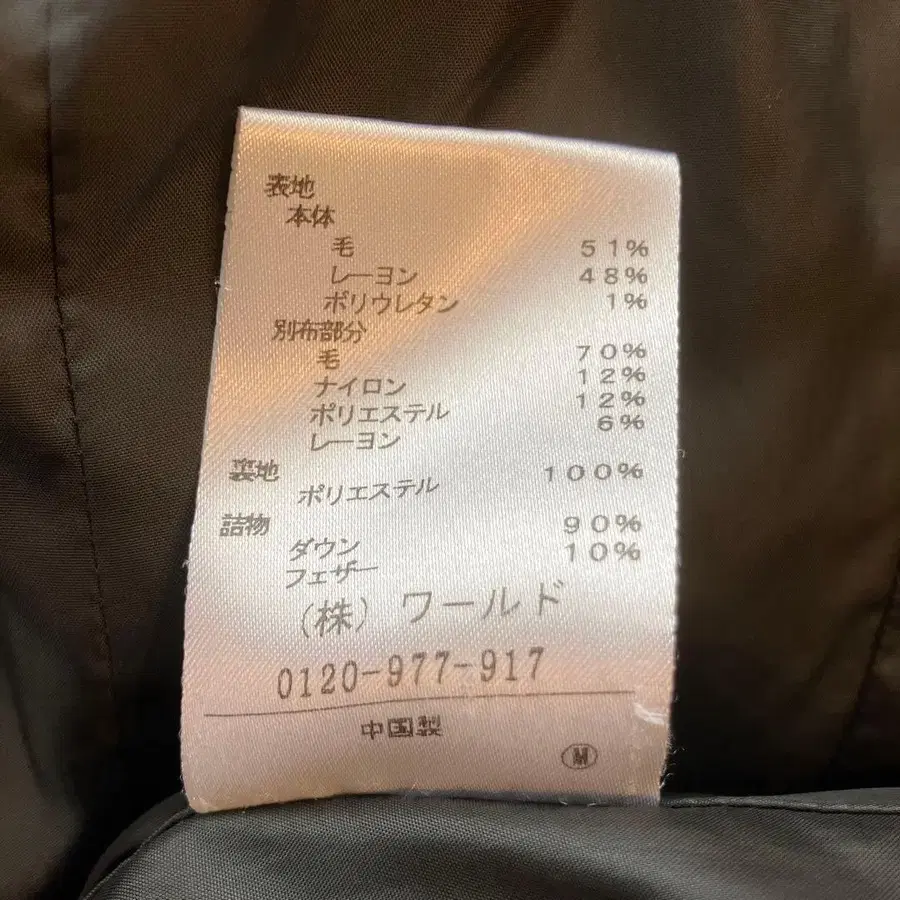 表地
本体
毛 51%
レーヨン 48%
ポリウレタン 1%
別布部分
毛 70%
ナイロン 12%
ポリエステル 12%
レーヨン 6%
裏地
ポリエステル 100%
詰物
ダウン 90%
フェザー 10%
(株) ワールド
0120-977-917
中国製
M